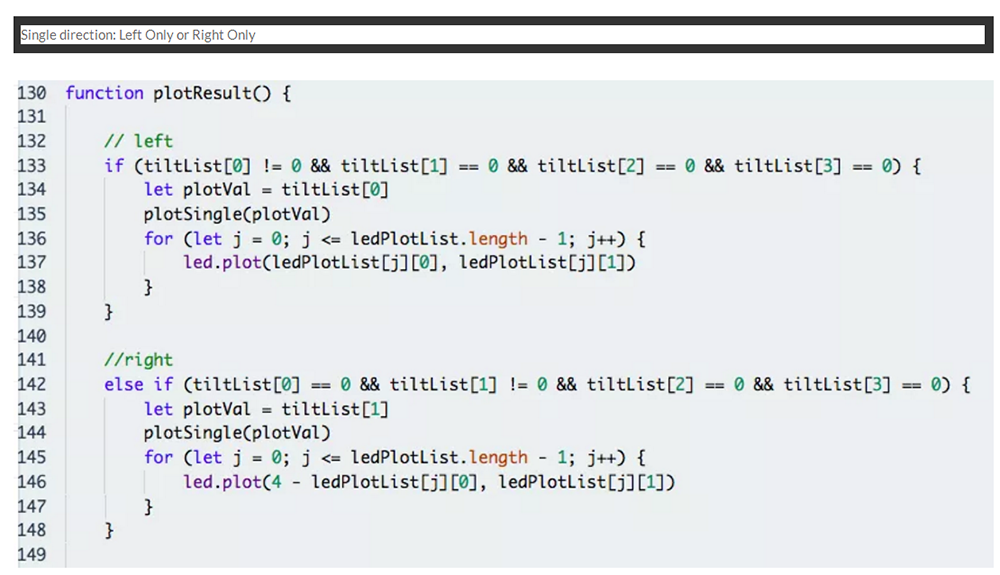 Single direction: Left Only or Right Only
130 function plotResult() {
131
132 // left
133 if (tiltList[0] != 0 && tiltList[1] == 0 && tiltList[2] == 0 && tiltList[3] == 0) {
134 let plotVal = tiltList[0]
135 plotSingle(plotVal)
136 for (let j = 0; j <= ledPlotList.length - 1; j++) {
137 led.plot(ledPlotList[j][0], ledPlotList[j][1])
138 }
139 }
140
141 //right
142 else if (tiltList[0] == 0 && tiltList[1] != 0 && tiltList[2] == 0 && tiltList[3] == 0) {
143 let plotVal = tiltList[1]
144 plotSingle(plotVal)
145 for (let j = 0; j <= ledPlotList.length - 1; j++) {
146 led.plot(4 - ledPlotList[j][0], ledPlotList[j][1])
147 }
148 }
149